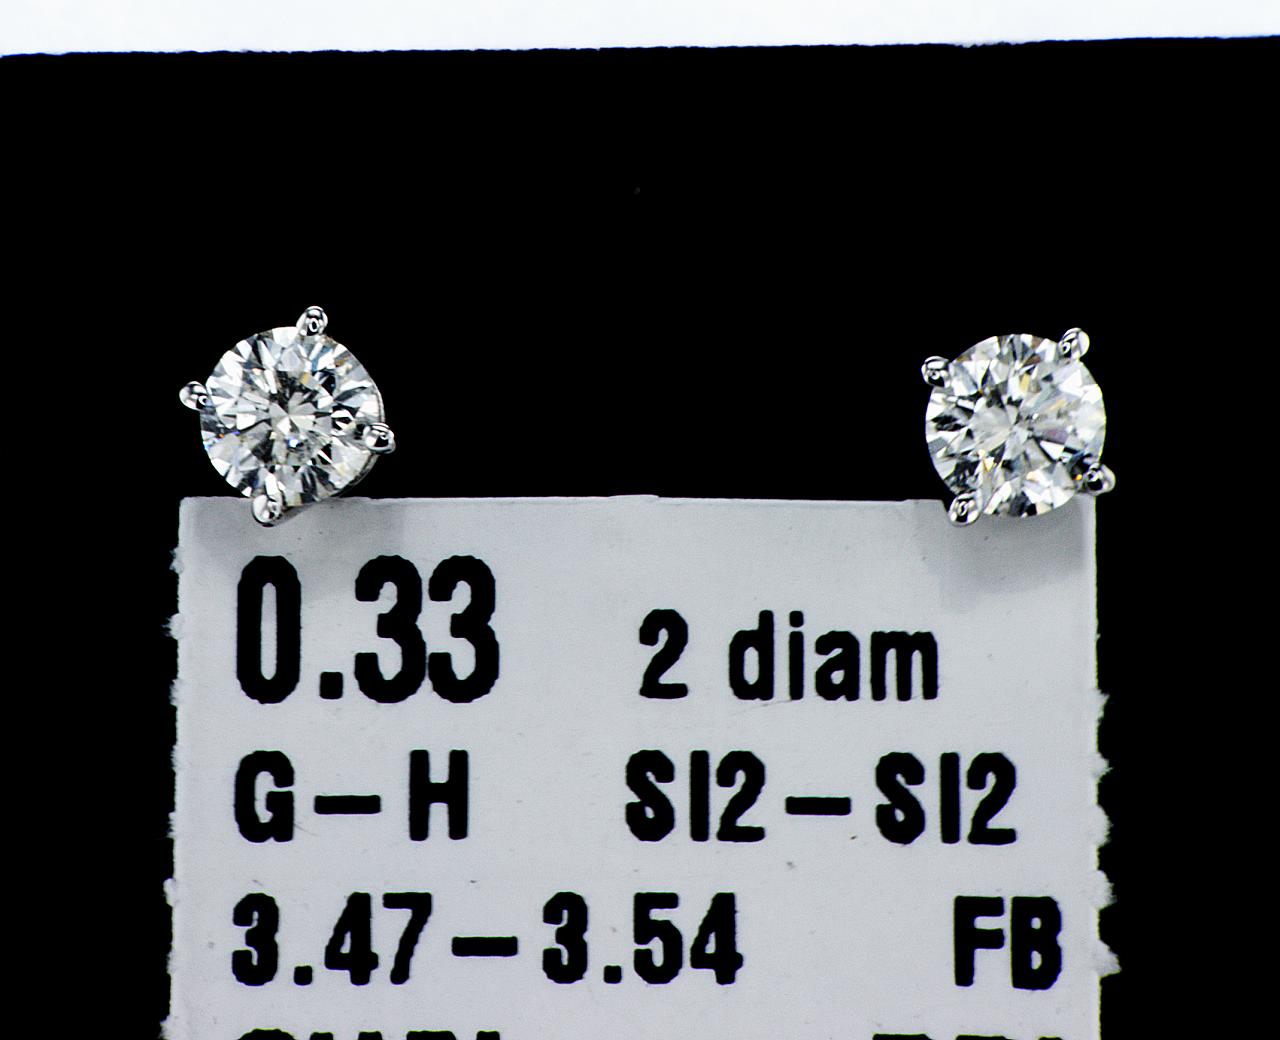 0.33 2 diam
G-H SI2-SI2
3.47-3.54 FB